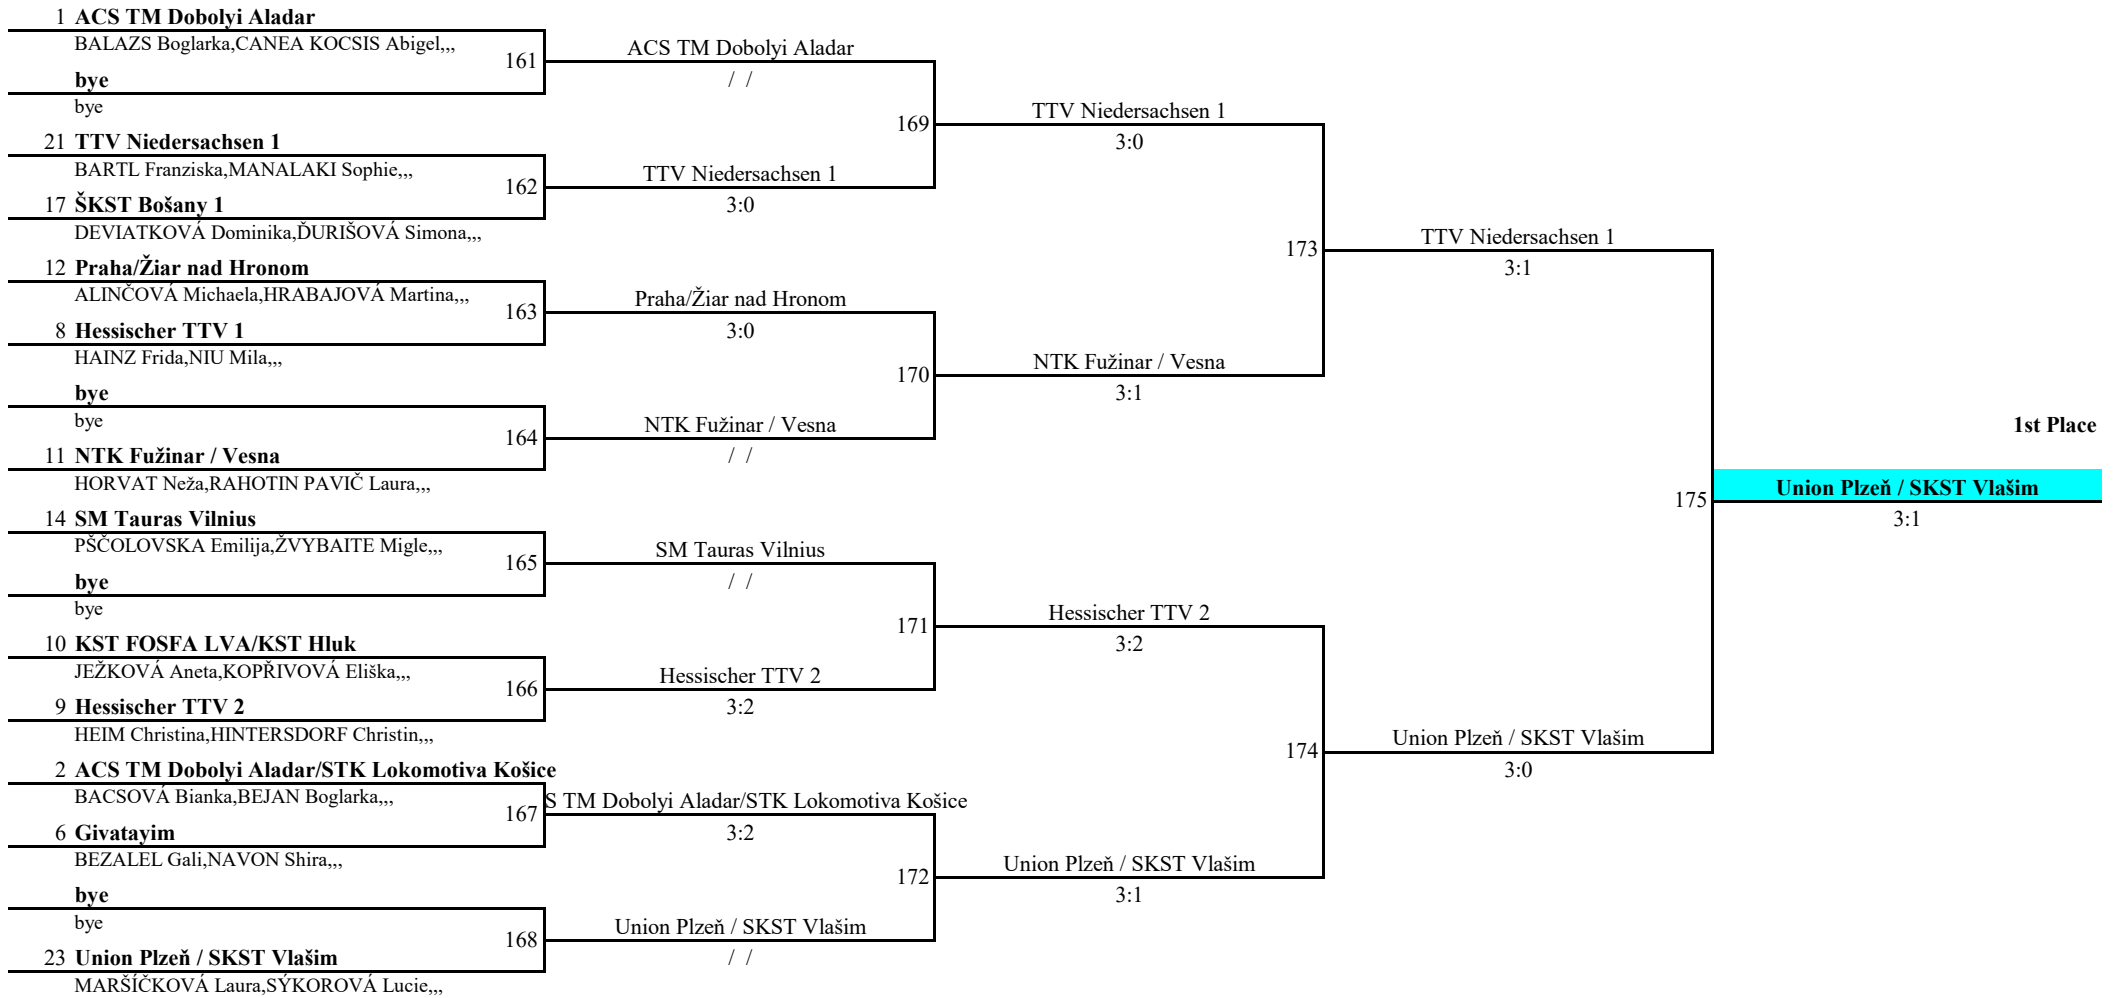 1 ACS TM Dobolyi Aladar
BALAZS Boglarka,CANEA KOCSIS Abigel,,,
161
bye
bye
21 TTV Niedersachsen 1
BARTL Franziska,MANALAKI Sophie,,,
162
17 ŠKST Bošany 1
DEVIATKOVÁ Dominika,ĎURIŠOVÁ Simona,,,
12 Praha/Žiar nad Hronom
ALINČOVÁ Michaela,HRABAJOVÁ Martina,,,
163
8 Hessischer TTV 1
HAINZ Frida,NIU Mila,,,
bye
bye
164
11 NTK Fužinar / Vesna
HORVAT Neža,RAHOTIN PAVIČ Laura,,,
14 SM Tauras Vilnius
PŠČOLOVSKA Emilija,ŽVYBAITE Migle,,,
165
bye
bye
10 KST FOSFA LVA/KST Hluk
JEŽKOVÁ Aneta,KOPŘIVOVÁ Eliška,,,
166
9 Hessischer TTV 2
HEIM Christina,HINTERSDORF Christin,,,
2 ACS TM Dobolyi Aladar/STK Lokomotiva Košice
BACSOVÁ Bianka,BEJAN Boglarka,,,
167
6 Givatayim
BEZALEL Gali,NAVON Shira,,,
bye
bye
168
23 Union Plzeň / SKST Vlašim
MARŠÍČKOVÁ Laura,SÝKOROVÁ Lucie,,,
ACS TM Dobolyi Aladar
/ /
169
TTV Niedersachsen 1
3:0
Praha/Žiar nad Hronom
3:0
170
NTK Fužinar / Vesna
/ /
SM Tauras Vilnius
/ /
171
Hessischer TTV 2
3:2
S TM Dobolyi Aladar/STK Lokomotiva Košice
3:2
172
Union Plzeň / SKST Vlašim
/ /
TTV Niedersachsen 1
3:0
173
NTK Fužinar / Vesna
3:1
Hessischer TTV 2
3:2
174
Union Plzeň / SKST Vlašim
3:1
TTV Niedersachsen 1
3:1
175
Union Plzeň / SKST Vlašim
3:0
1st Place
Union Plzeň / SKST Vlašim
3:1